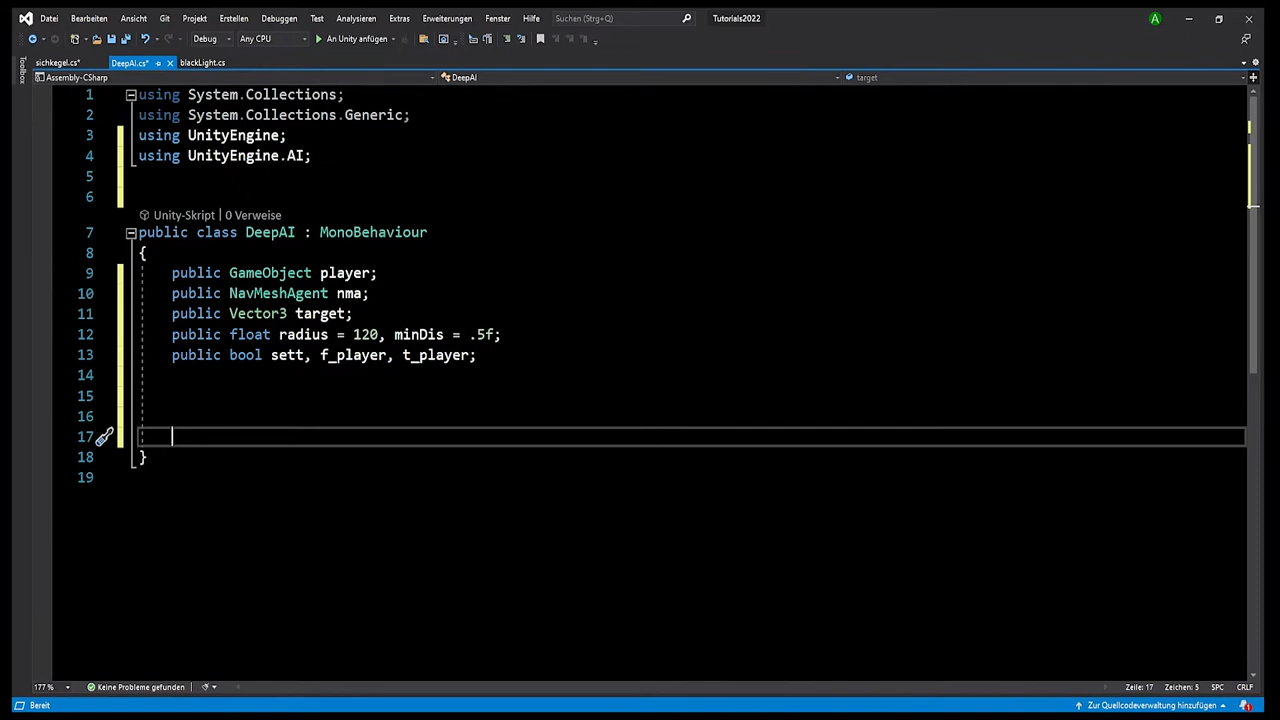 Datei Bearbeiten Ansicht Git Projekt Erstellen Debuggen Test Analysieren Extras Erweiterungen Fenster Hilfe Suchen (Strg+Q) Tutorials2022 A
Debug Any CPU An Unity anfügen
sichkegel.cs* DeepAI.cs* blackLight.cs
Toolbox
Assembly-CSharp DeepAI target
1 using System.Collections;
2 using System.Collections.Generic;
3 using UnityEngine;
4 using UnityEngine.AI;
5
6
Unity-Skript | 0 Verweise
7 public class DeepAI : MonoBehaviour
8 {
9 public GameObject player;
10 public NavMeshAgent nma;
11 public Vector3 target;
12 public float radius = 120, minDis = .5f;
13 public bool sett, f_player, t_player;
14
15
16
17
18 }
19
177 % Keine Probleme gefunden Zeile: 17 Zeichen: 5 SPC CRLF
Bereit Zur Quellcodeverwaltung hinzufügen 1